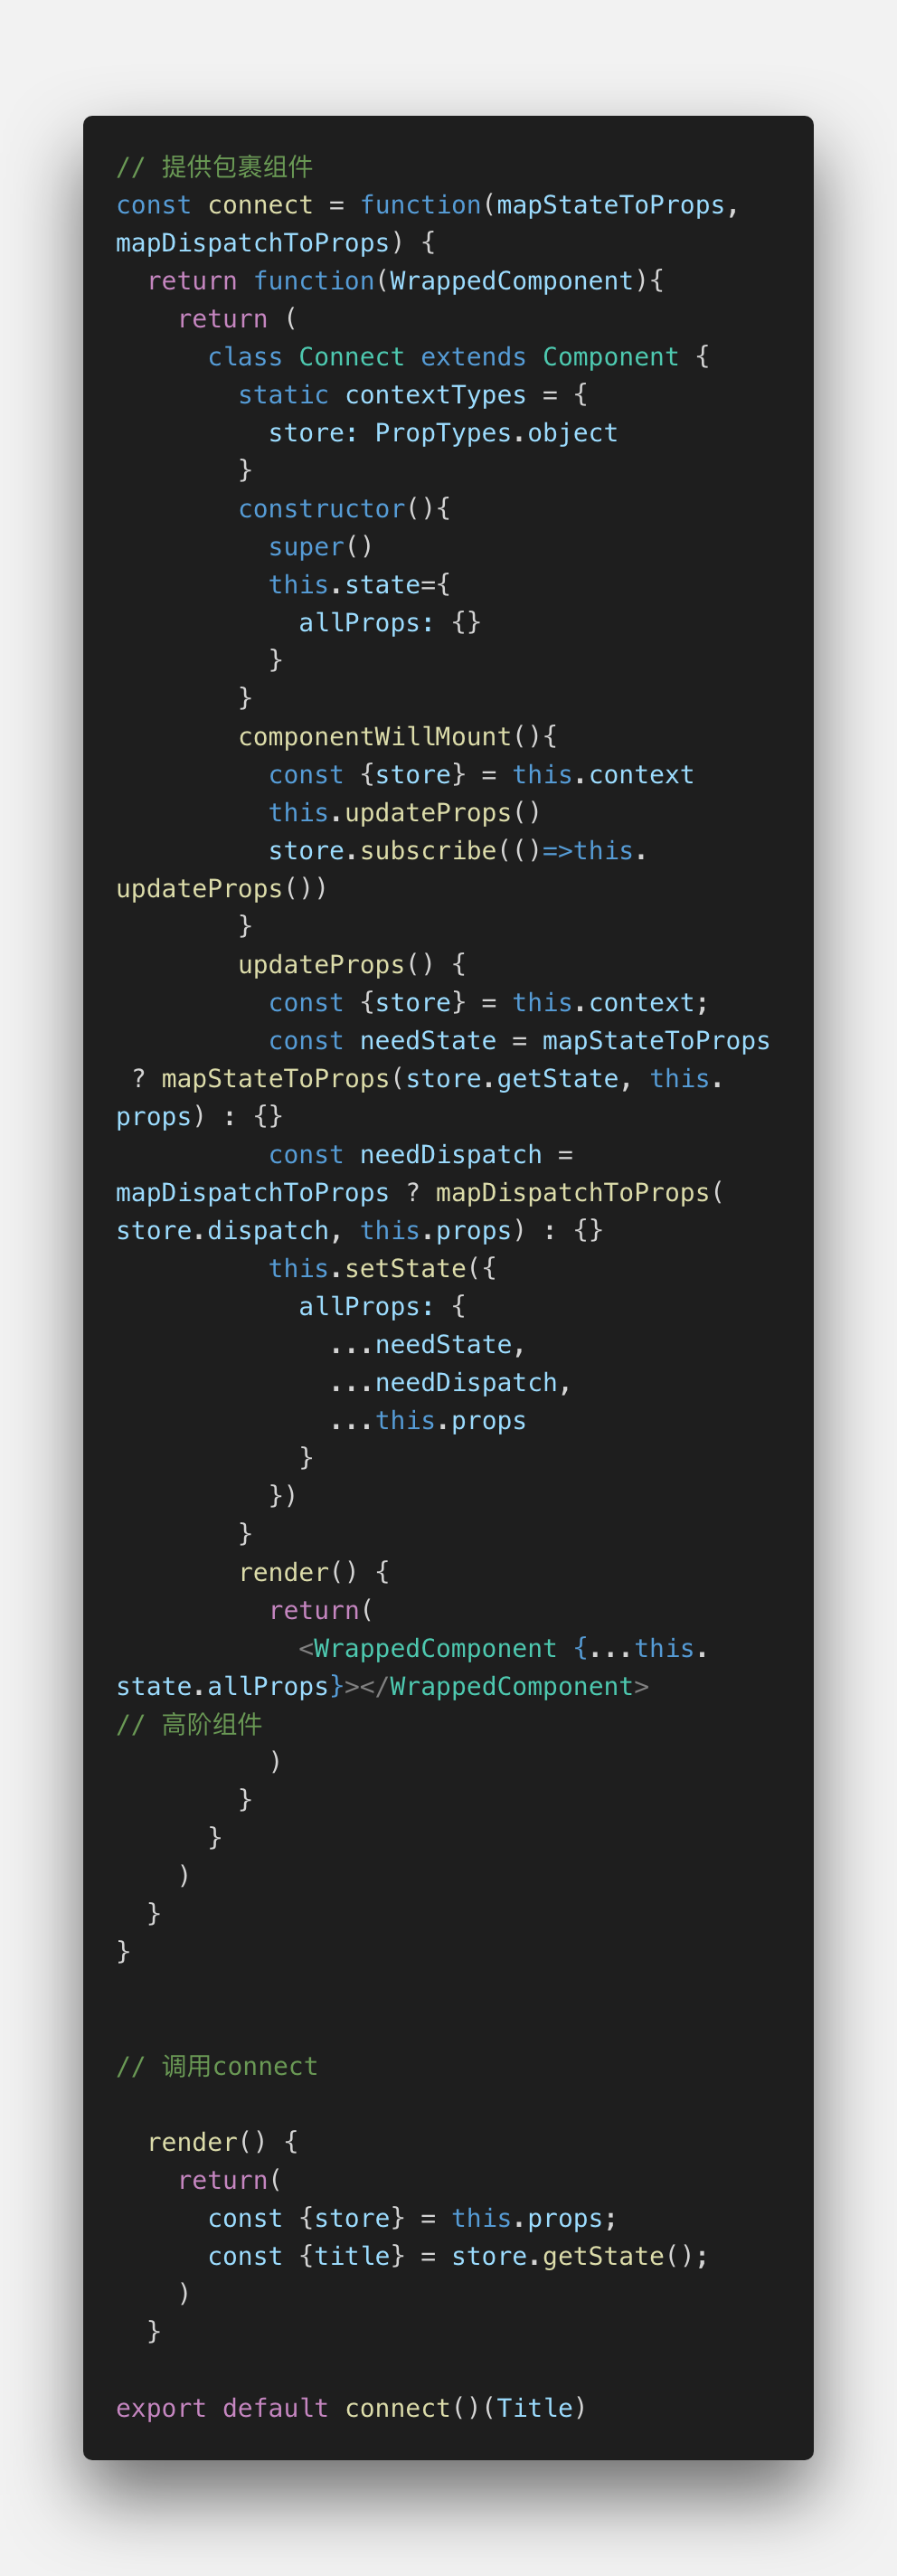 // 提供包裹组件
const connect = function(mapStateToProps,
mapDispatchToProps) {
  return function(WrappedComponent){
    return (
      class Connect extends Component {
        static contextTypes = {
          store: PropTypes.object
        }
        constructor(){
          super()
          this.state={
            allProps: {}
          }
        }
        componentWillMount(){
          const {store} = this.context
          this.updateProps()
          store.subscribe(()=>this.
updateProps())
        }
        updateProps() {
          const {store} = this.context;
          const needState = mapStateToProps
 ? mapStateToProps(store.getState, this.
props) : {}
          const needDispatch =
mapDispatchToProps ? mapDispatchToProps(
store.dispatch, this.props) : {}
          this.setState({
            allProps: {
              ...needState,
              ...needDispatch,
              ...this.props
            }
          })
        }
        render() {
          return(
            <WrappedComponent {...this.
state.allProps}></WrappedComponent>
// 高阶组件
          )
        }
      }
    )
  }
}
// 调用connect
  render() {
    return(
      const {store} = this.props;
      const {title} = store.getState();
    )
  }
export default connect()(Title)